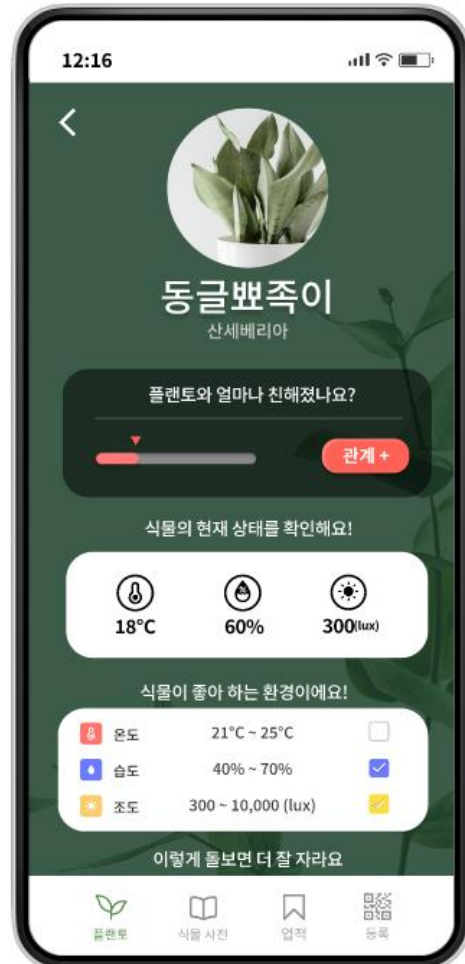 12:16
동글뾰족이
산세베리아
플랜토와 얼마나 친해졌나요?
관계 +
식물의 현재 상태를 확인해요!
18°C 60% 300(lux)
식물이 좋아 하는 환경이에요!
온도 21°C ~ 25°C
습도 40% ~ 70%
조도 300 ~ 10,000 (lux)
이렇게 돌보면 더 잘 자라요
플랜토 식물 사전 업적 등록